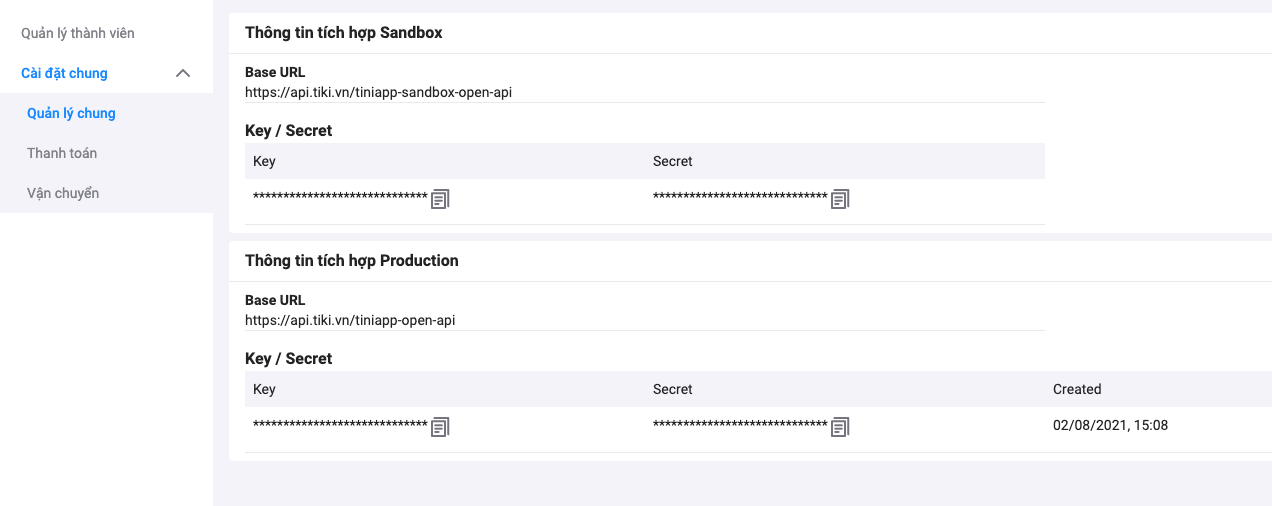 Quản lý thành viên
Cài đặt chung
Quản lý chung
Thanh toán
Vận chuyển
Thông tin tích hợp Sandbox
Base URL
https://api.tiki.vn/tiniapp-sandbox-open-api
Key / Secret
Key Secret
***************************** *****************************
Thông tin tích hợp Production
Base URL
https://api.tiki.vn/tiniapp-open-api
Key / Secret
Key Secret Created
***************************** ***************************** 02/08/2021, 15:08